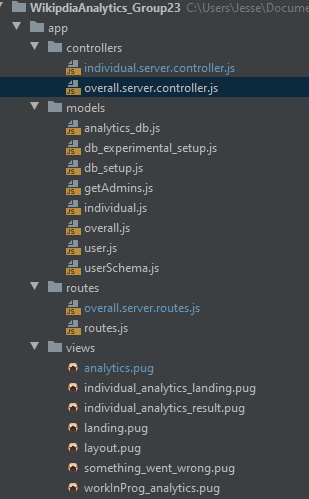 WikipdiaAnalytics_Group23 C:\Users\Jesse\Docume
app
controllers
individual.server.controller.js
overall.server.controller.js
models
analytics_db.js
db_experimental_setup.js
db_setup.js
getAdmins.js
individual.js
overall.js
user.js
userSchema.js
routes
overall.server.routes.js
routes.js
views
analytics.pug
individual_analytics_landing.pug
individual_analytics_result.pug
landing.pug
layout.pug
something_went_wrong.pug
workInProg_analytics.pug